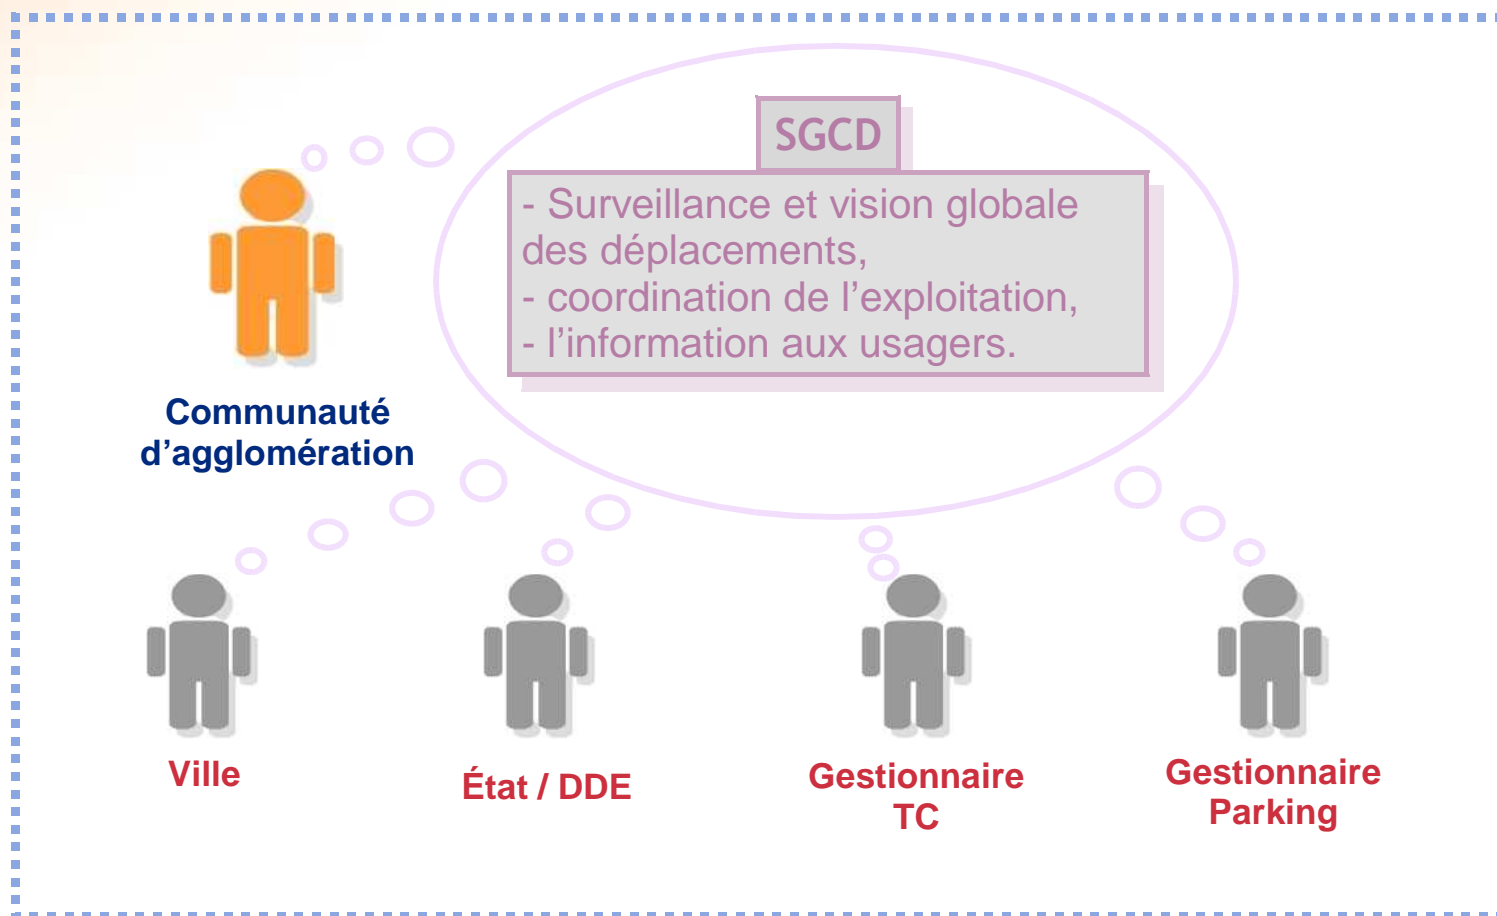 SGCD
- Surveillance et vision globale
des déplacements,
- coordination de l’exploitation,
- l’information aux usagers.
Communauté
d’agglomération
Ville
État / DDE
Gestionnaire
TC
Gestionnaire
Parking